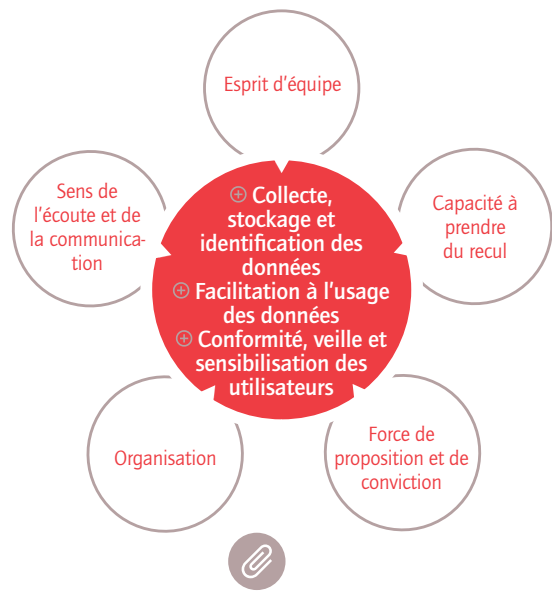 Esprit d'équipe
Sens de
l'écoute et de
la communica-
tion
⊕ Collecte,
stockage et
identification des
données
⊕ Facilitation à l'usage
des données
⊕ Conformité, veille et
sensibilisation des
utilisateurs
Capacité à
prendre
du recul
Organisation
Force de
proposition et de
conviction